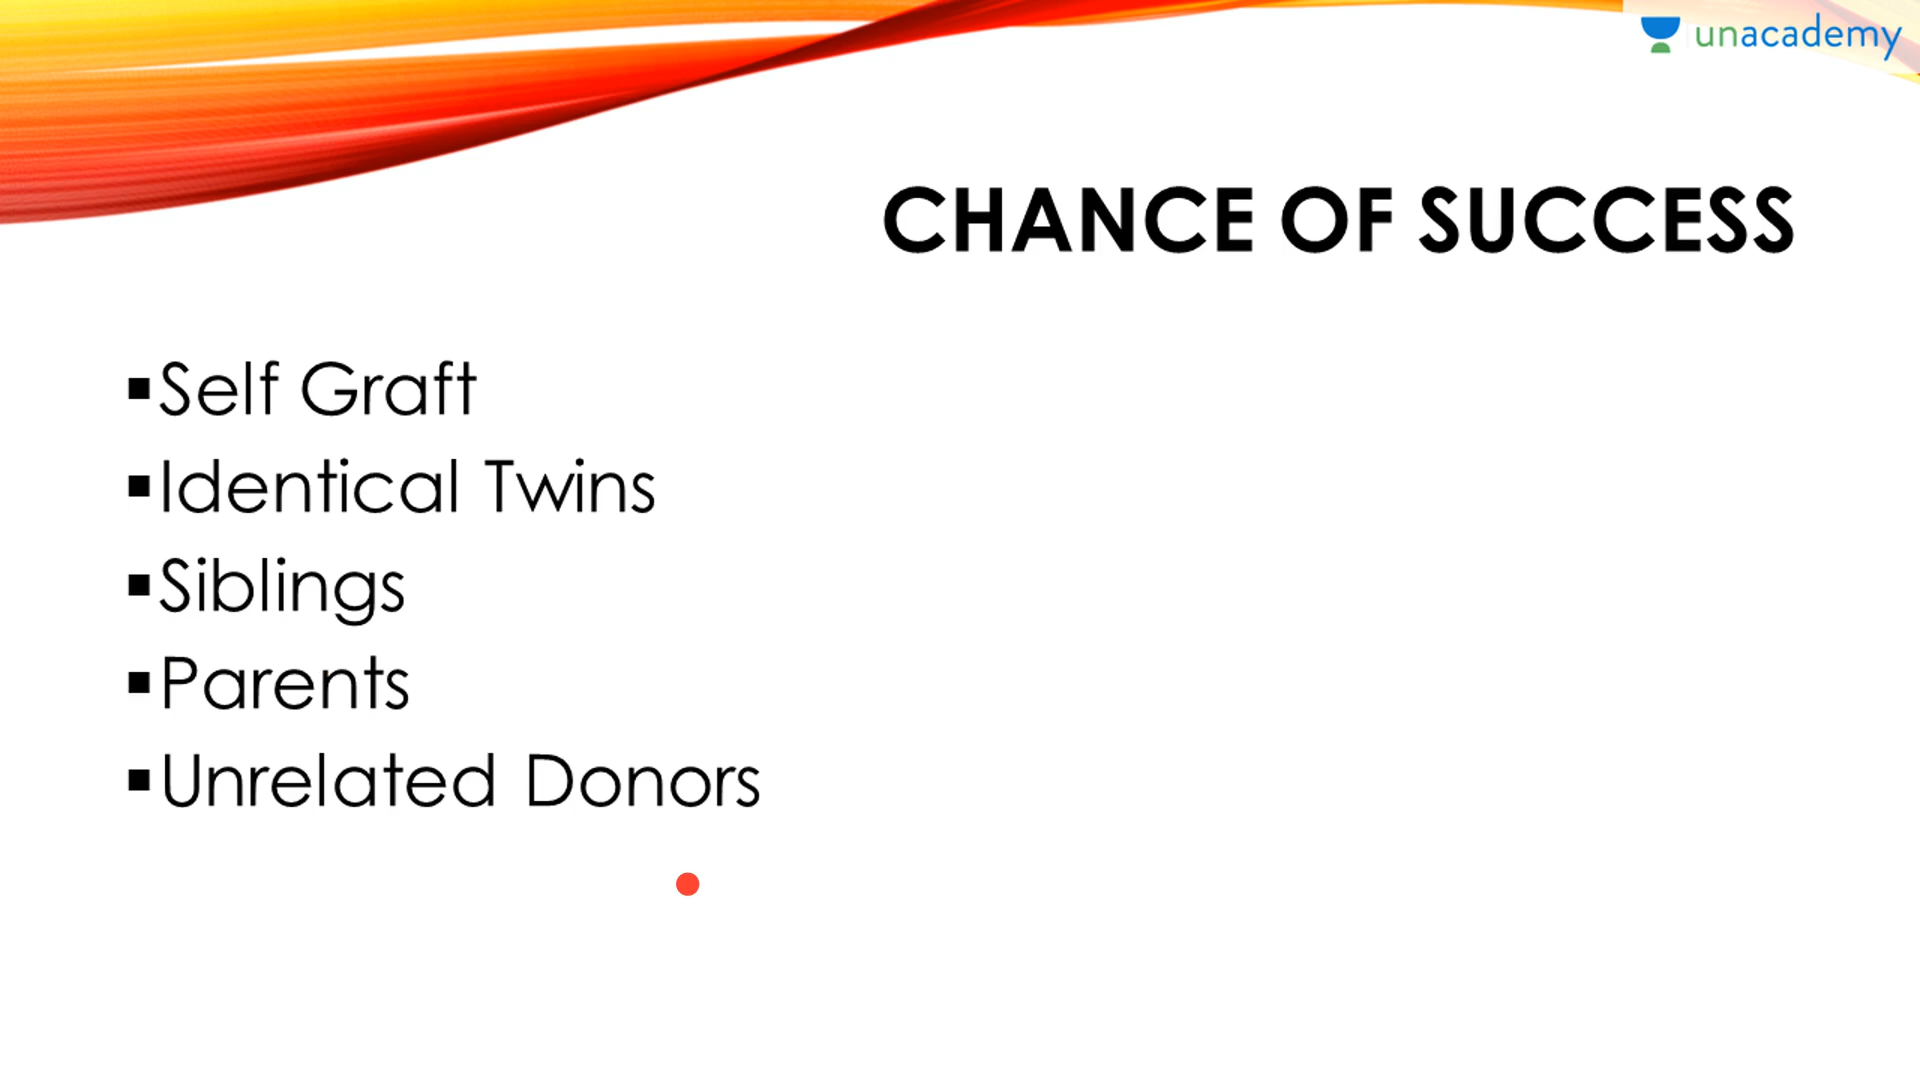 unacademy
CHANCE OF SUCCESS
▪Self Graft
▪Identical Twins
▪Siblings
▪Parents
▪Unrelated Donors